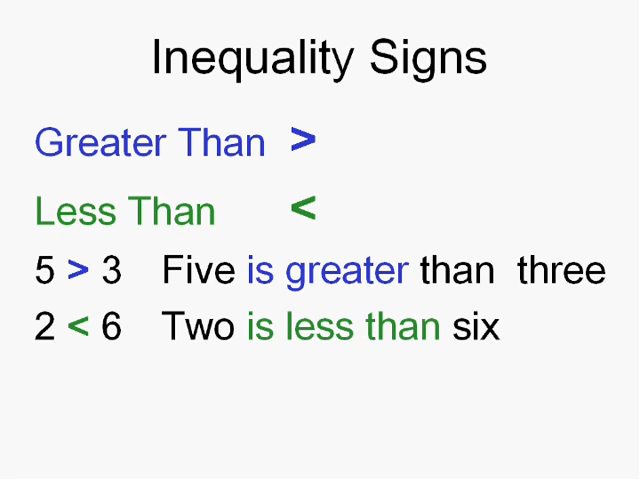 Inequality Signs
Greater Than >
Less Than <
5 > 3 Five is greater than three
2 < 6 Two is less than six